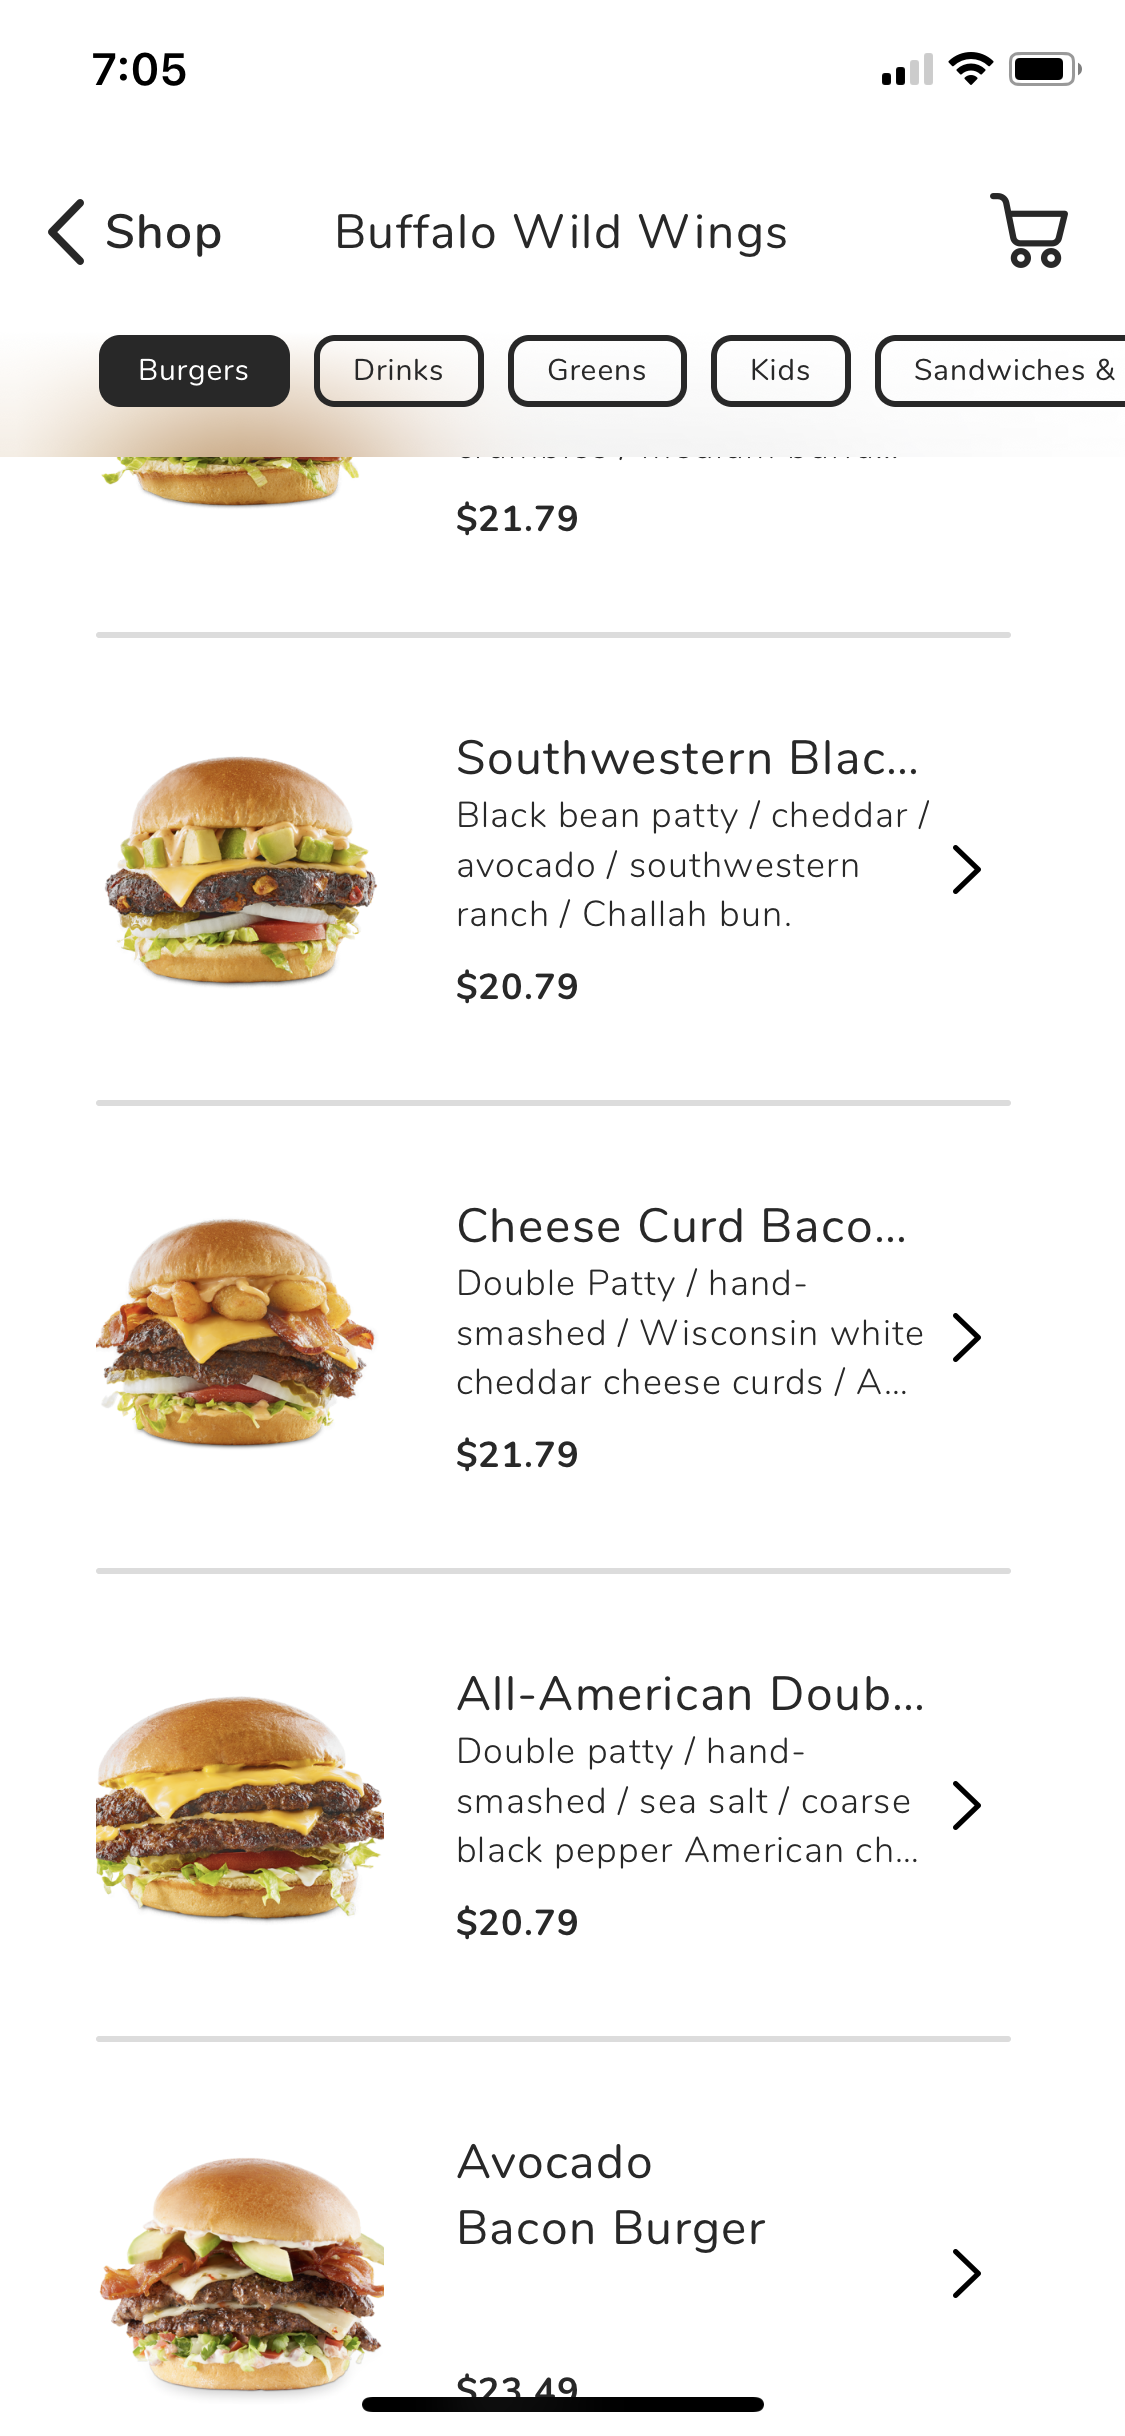 7:05
Shop
Buffalo Wild Wings
Burgers
Drinks
Greens
Kids
Sandwiches &
$21.79
Southwestern Blac...
Black bean patty / cheddar /
avocado / southwestern
ranch / Challah bun.
$20.79
Cheese Curd Baco...
Double Patty / hand-
smashed / Wisconsin white
cheddar cheese curds / A...
$21.79
All-American Doub...
Double patty / hand-
smashed / sea salt / coarse
black pepper American ch...
$20.79
Avocado
Bacon Burger
$23.49